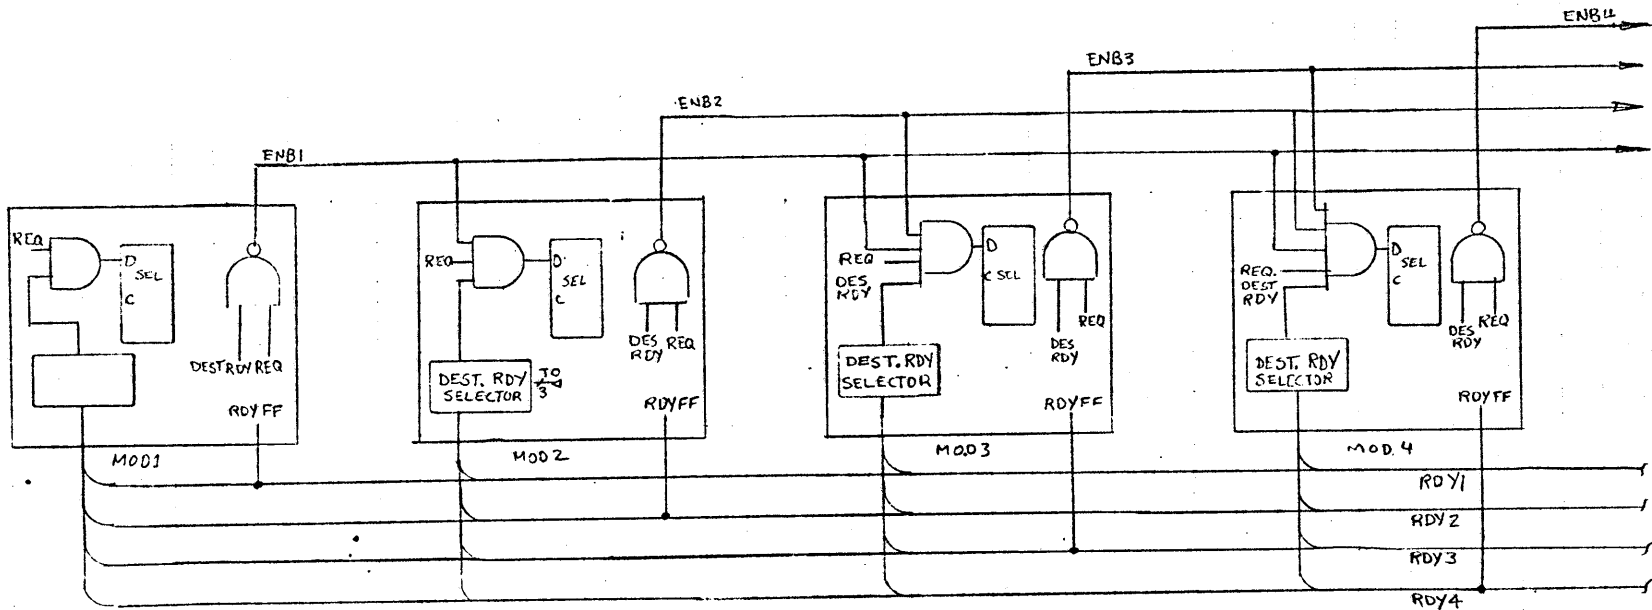 ENB4
ENB3
ENB2
ENB1
REQ
D
SEL
C
DEST RDY REQ
RDYFF
MOD1
REQ
D
SEL
C
DES
RDY REQ
DEST. RDY
SELECTOR
TO
3
RDYFF
MOD2
REQ
DES
RDY
D
SEL
C
REQ
DES
RDY
DEST. RDY
SELECTOR
RDYFF
MOD3
REQ.
DEST
RDY
D
SEL
C
DES REQ
RDY
DEST. RDY
SELECTOR
RDYFF
MOD.4
RDY1
RDY2
RDY3
RDY4